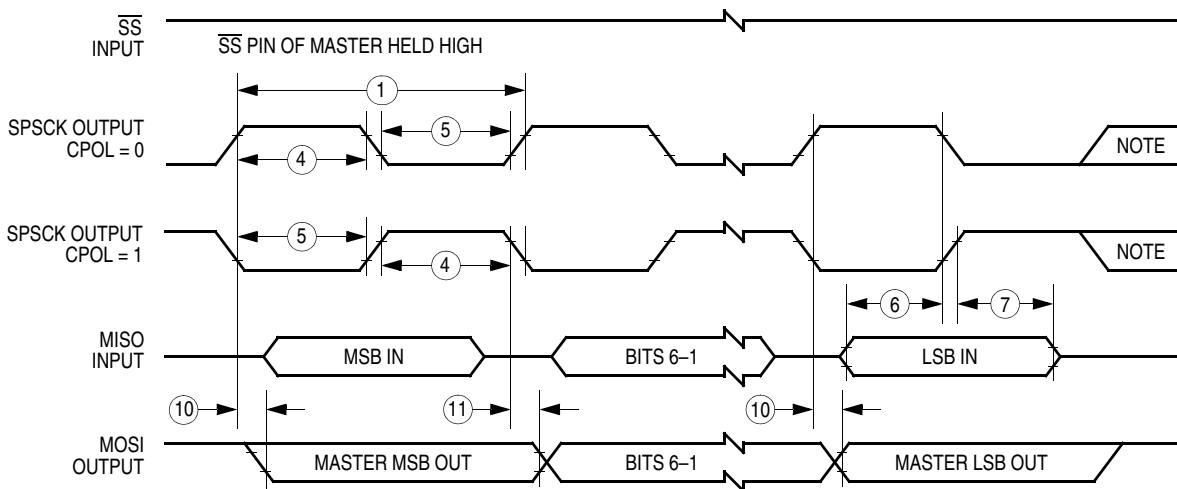 SS
INPUT
SS PIN OF MASTER HELD HIGH
1
SPSCK OUTPUT
CPOL = 0
5
4
NOTE
SPSCK OUTPUT
CPOL = 1
5
4
NOTE
6
7
MISO
INPUT
MSB IN
BITS 6–1
LSB IN
10
11
10
MOSI
OUTPUT
MASTER MSB OUT
BITS 6–1
MASTER LSB OUT